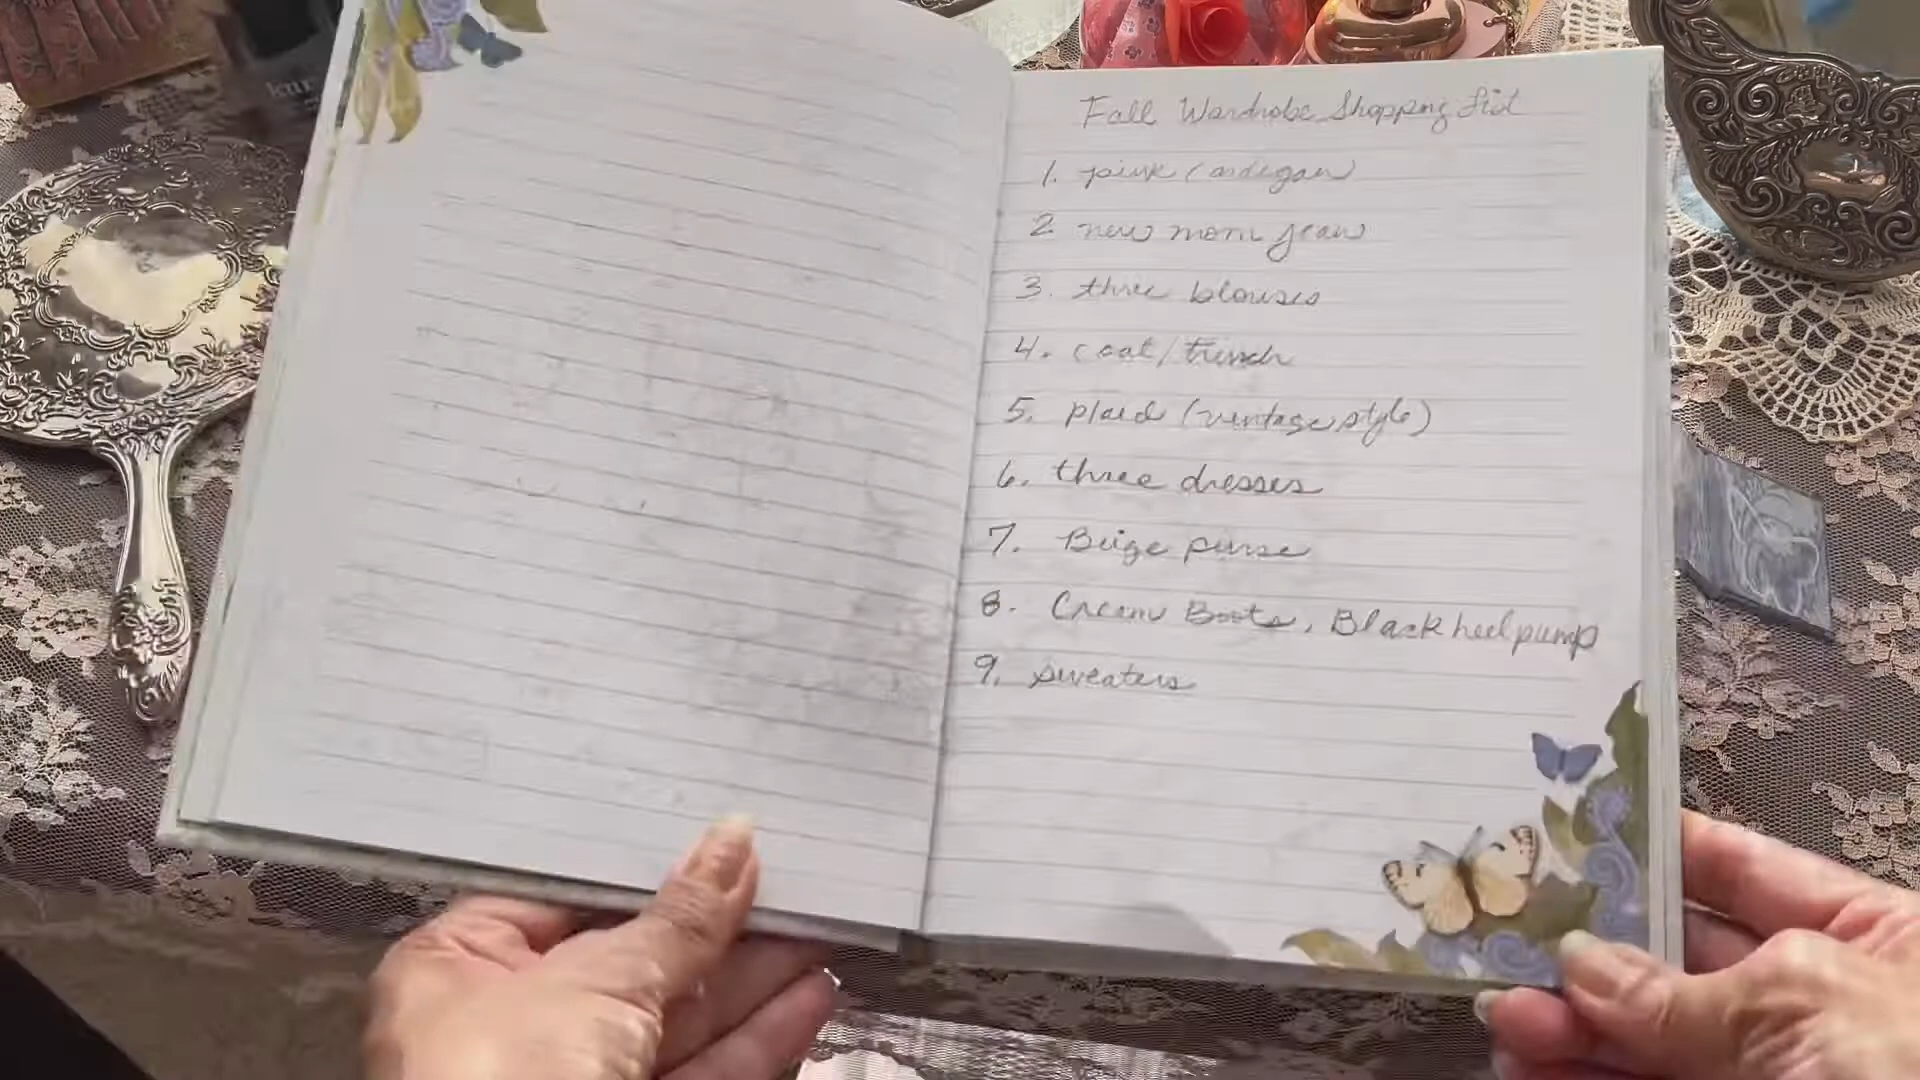 Fall Wardrobe Shopping List
1. pink Cardigan
2. new mom jean
3. three blouses
4. coat/trench
5. plaid (vintage style)
6. three dresses
7. Beige purse
8. Cream Boots, Black heel pump
9. sweaters